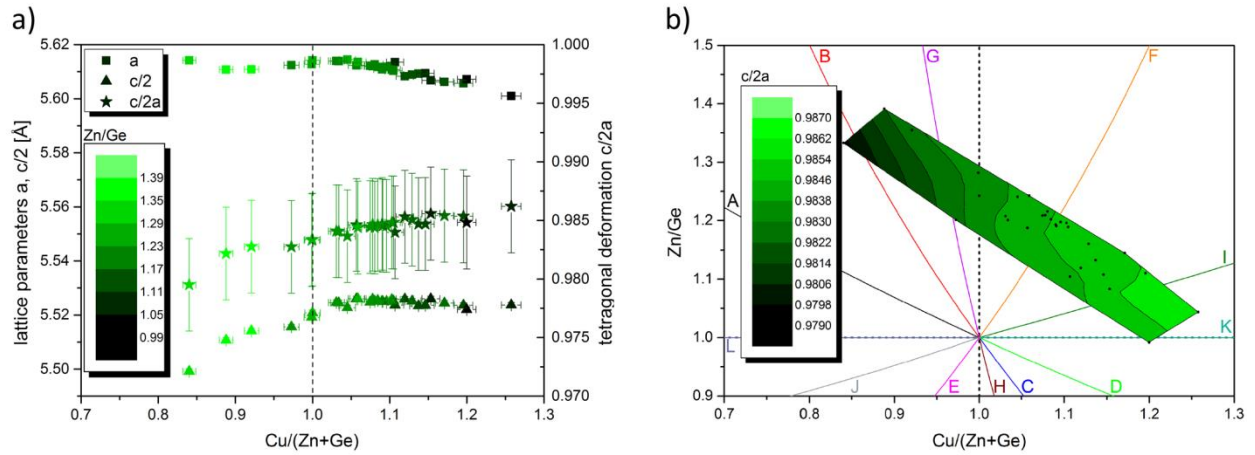 a)
5.62
5.60
5.58
5.56
5.54
5.52
5.50
lattice parameters a, c/2 [Å]
a
c/2
c/2a
Zn/Ge
1.39
1.35
1.29
1.23
1.17
1.11
1.05
0.99
1.000
0.995
0.990
0.985
0.980
0.975
0.970
tetragonal deformation c/2a
0.7 0.8 0.9 1.0 1.1 1.2 1.3
Cu/(Zn+Ge)
b)
1.5
1.4
1.3
1.2
1.1
1.0
0.9
Zn/Ge
c/2a
0.9870
0.9862
0.9854
0.9846
0.9838
0.9830
0.9822
0.9814
0.9806
0.9798
0.9790
B G F
A
I
L K
J E H C D
0.7 0.8 0.9 1.0 1.1 1.2 1.3
Cu/(Zn+Ge)